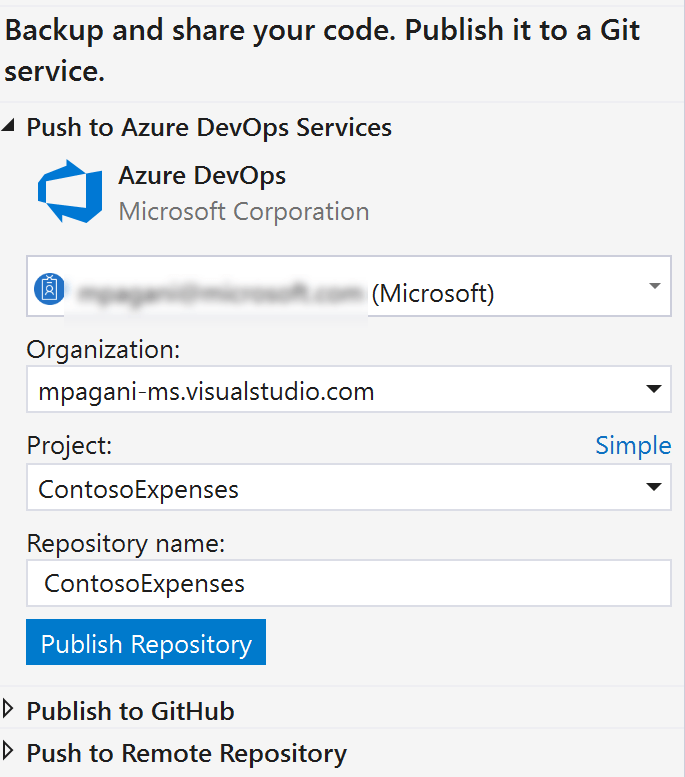 Backup and share your code. Publish it to a Git
service.
Push to Azure DevOps Services
Azure DevOps
Microsoft Corporation
(Microsoft)
Organization:
mpagani-ms.visualstudio.com
Project:
Simple
ContosoExpenses
Repository name:
ContosoExpenses
Publish Repository
Publish to GitHub
Push to Remote Repository